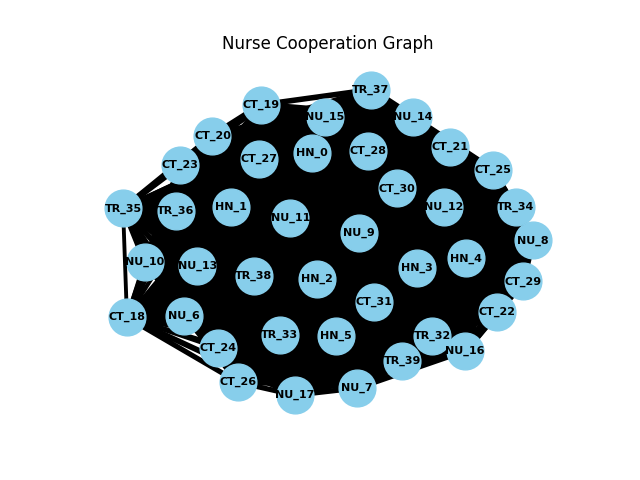 Nurse Cooperation Graph
TR_37
CT_19
NU_15
NU_14
CT_20
CT_21
HN_0
CT_28
CT_27
CT_23
CT_25
CT_30
TR_35
TR_36
HN_1
NU_12
TR_34
NU_11
NU_9
NU_8
HN_4
NU_10
NU_13
HN_3
TR_38
HN_2
CT_29
CT_31
CT_22
CT_18
NU_6
TR_33
HN_5
TR_32
CT_24
NU_16
TR_39
CT_26
NU_7
NU_17